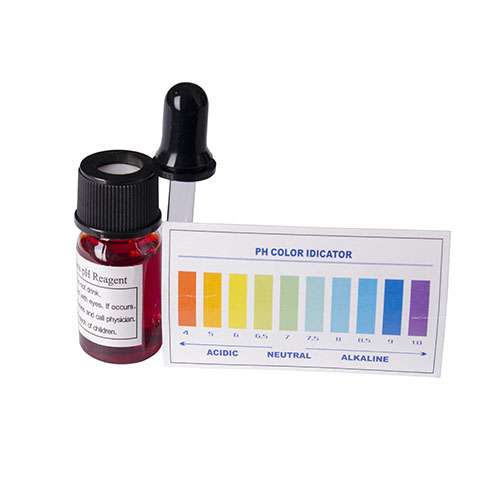 pH Reagent
drink.
with eyes. If occurs.
and call physician.
of children.
PH COLOR IDICATOR
4 5 6 6.5 7 7.5 8 8.5 9 10
ACIDIC NEUTRAL ALKALINE